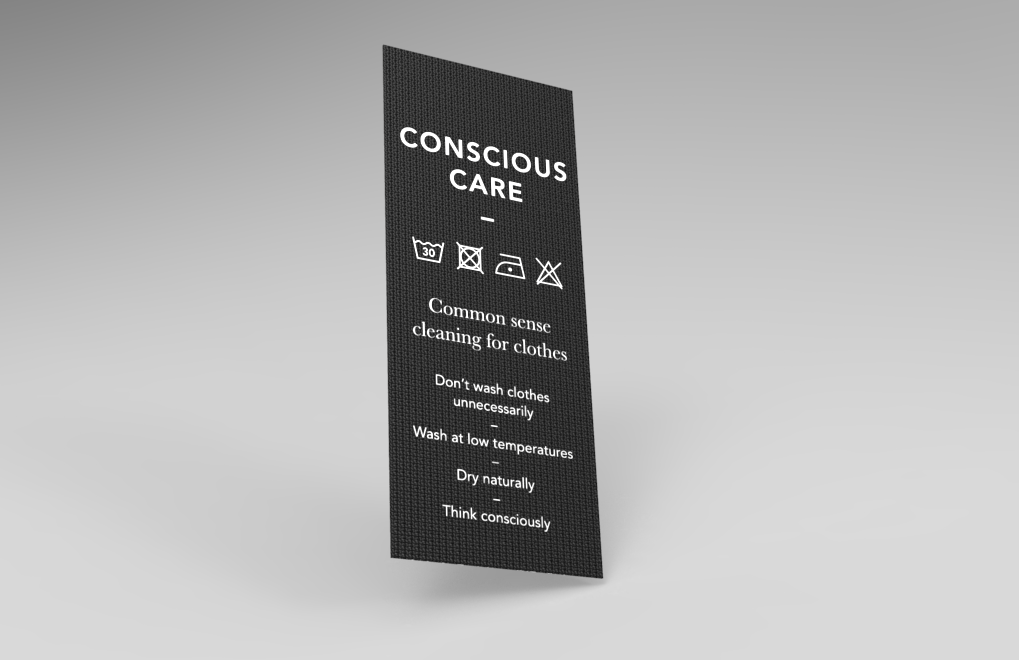 CONSCIOUS
CARE
–
30
Common sense
cleaning for clothes
Don't wash clothes
unnecessarily
–
Wash at low temperatures
–
Dry naturally
–
Think consciously